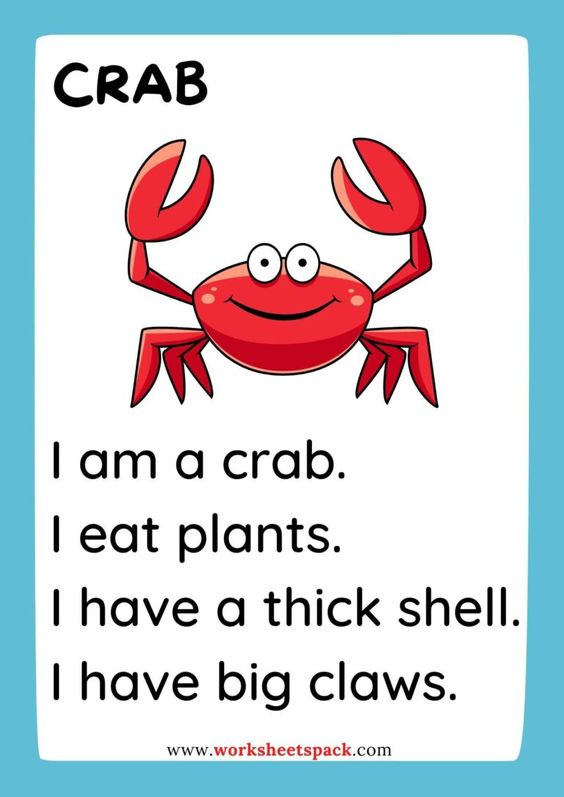 CRAB
I am a crab.
I eat plants.
I have a thick shell.
I have big claws.
www.worksheetspack.com